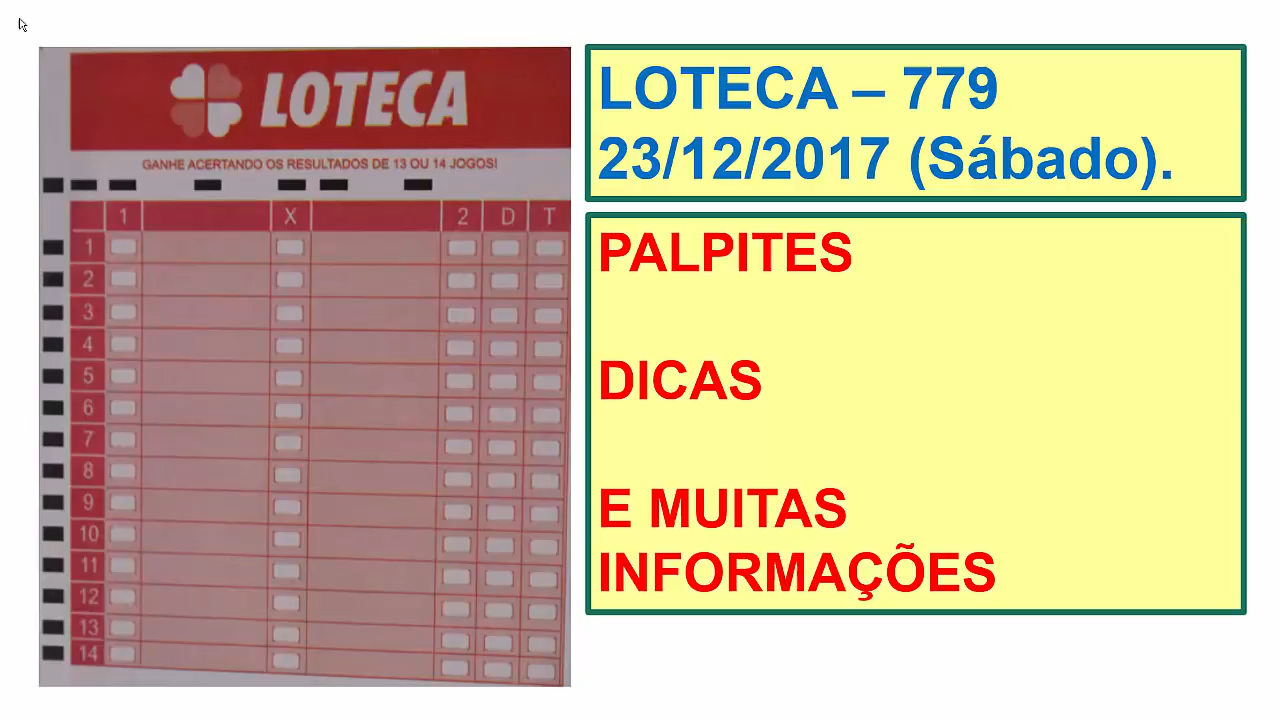 LOTECA
GANHE ACERTANDO OS RESULTADOS DE 13 OU 14 JOGOS!
1 X 2 D T
1
2
3
4
5
6
7
8
9
10
11
12
13
14
LOTECA – 779
23/12/2017 (Sábado).
PALPITES
DICAS
E MUITAS
INFORMAÇÕES